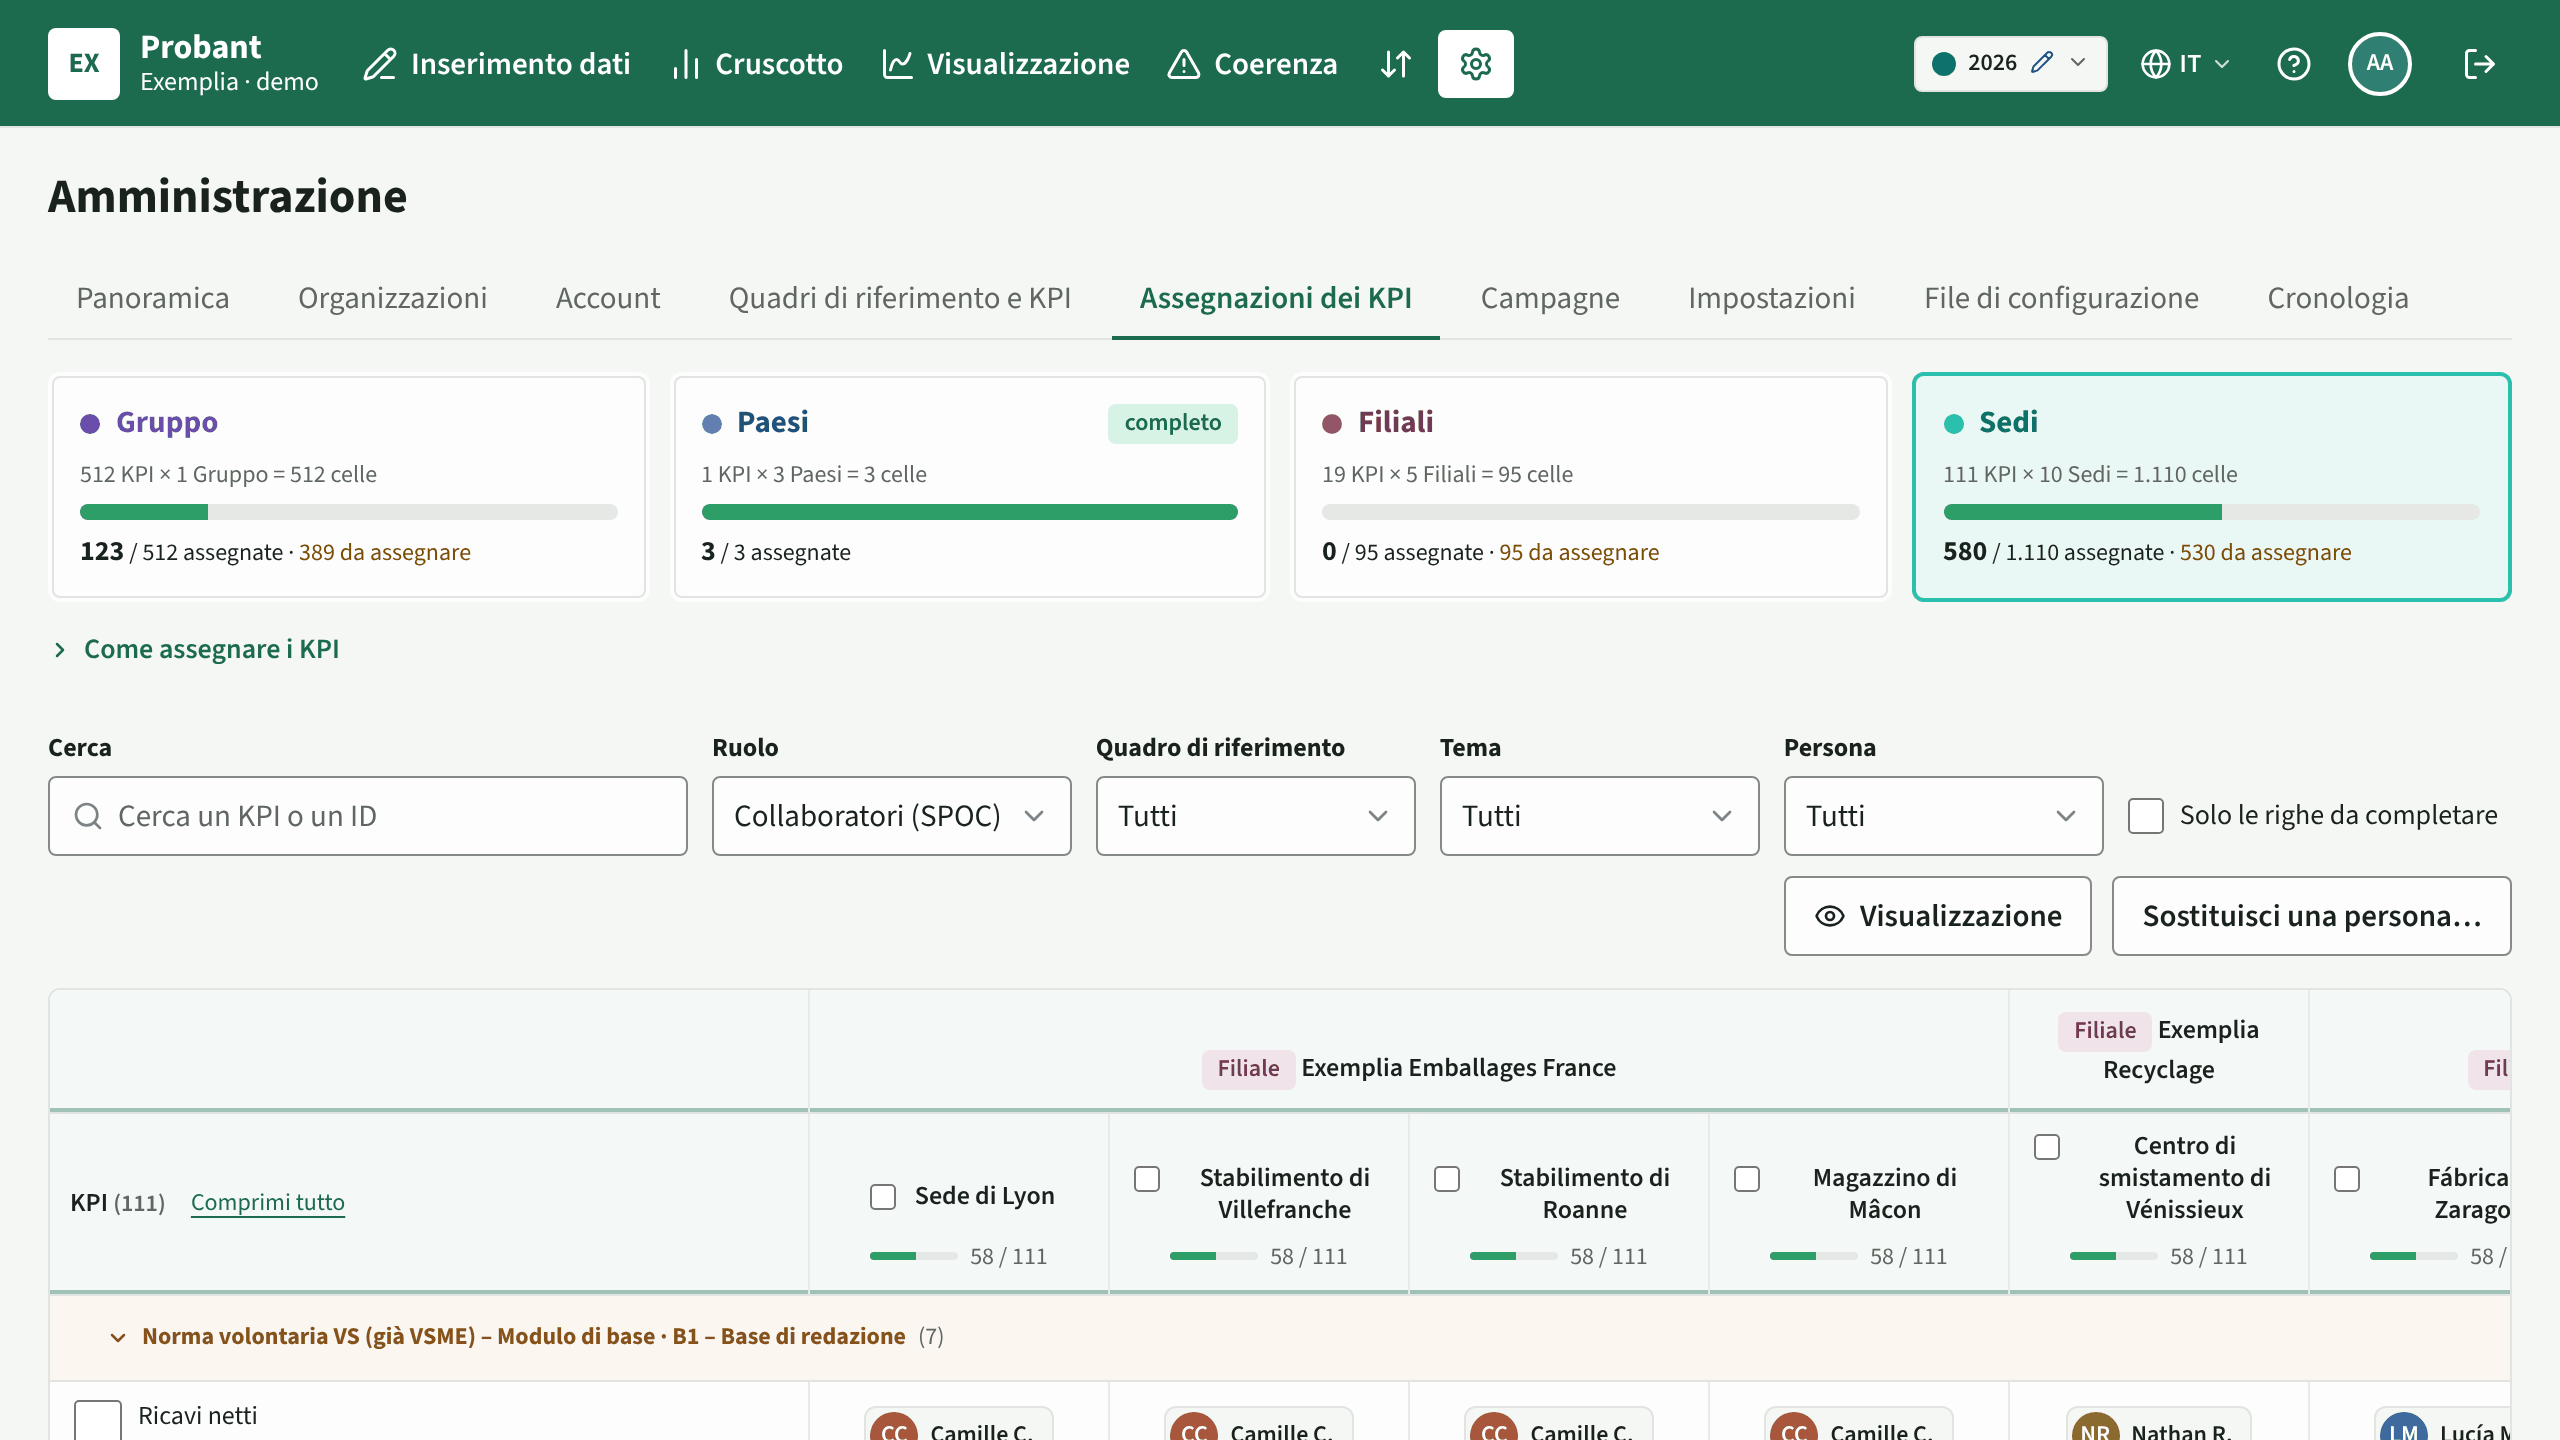 EX
Probant
Exemplia · demo
Inserimento dati
Cruscotto
Visualizzazione
Coerenza
2026
IT
AA
Amministrazione
Panoramica
Organizzazioni
Account
Quadri di riferimento e KPI
Assegnazioni dei KPI
Campagne
Impostazioni
File di configurazione
Cronologia
Gruppo
512 KPI × 1 Gruppo = 512 celle
123 / 512 assegnate · 389 da assegnare
Paesi
completo
1 KPI × 3 Paesi = 3 celle
3 / 3 assegnate
Filiali
19 KPI × 5 Filiali = 95 celle
0 / 95 assegnate · 95 da assegnare
Sedi
111 KPI × 10 Sedi = 1.110 celle
580 / 1.110 assegnate · 530 da assegnare
Come assegnare i KPI
Cerca
Cerca un KPI o un ID
Ruolo
Collaboratori (SPOC)
Quadro di riferimento
Tutti
Tema
Tutti
Persona
Tutti
Solo le righe da completare
Visualizzazione
Sostituisci una persona…
Filiale Exemplia Emballages France
Filiale Exemplia
Recyclage
Fil
KPI (111)
Comprimi tutto
Sede di Lyon
58 / 111
Stabilimento di
Villefranche
58 / 111
Stabilimento di
Roanne
58 / 111
Magazzino di
Mâcon
58 / 111
Centro di
smistamento di
Vénissieux
58 / 111
Fábrica
Zarago
58 /
Norma volontaria VS (già VSME) – Modulo di base · B1 – Base di redazione (7)
Ricavi netti
CC Camille C.
CC Camille C.
CC Camille C.
CC Camille C.
NR Nathan R.
LM Lucía M